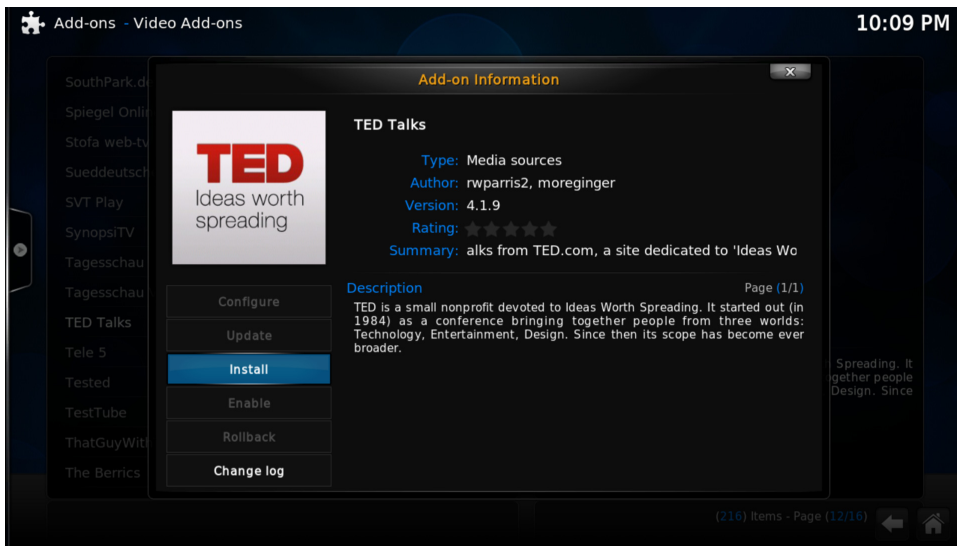 Add-ons - Video Add-ons
10:09 PM
SouthPark.de
Spiegel Onlin
Stofa web-tv
Sueddeutsch
SVT Play
SynopsiTV
Tagesschau
Tagesschau
TED Talks
Tele 5
Tested
TestTube
ThatGuyWith
The Berrics
Add-on Information
X
TED
Ideas worth
spreading
TED Talks
Type: Media sources
Author: rwparris2, moreginger
Version: 4.1.9
Rating:
Summary: alks from TED.com, a site dedicated to 'Ideas Wo
Configure
Update
Install
Enable
Rollback
Change log
Description Page (1/1)
TED is a small nonprofit devoted to Ideas Worth Spreading. It started out (in
1984) as a conference bringing together people from three worlds:
Technology, Entertainment, Design. Since then its scope has become ever
broader.
Spreading. It
gether people
Design. Since
(216) Items - Page (12/16)